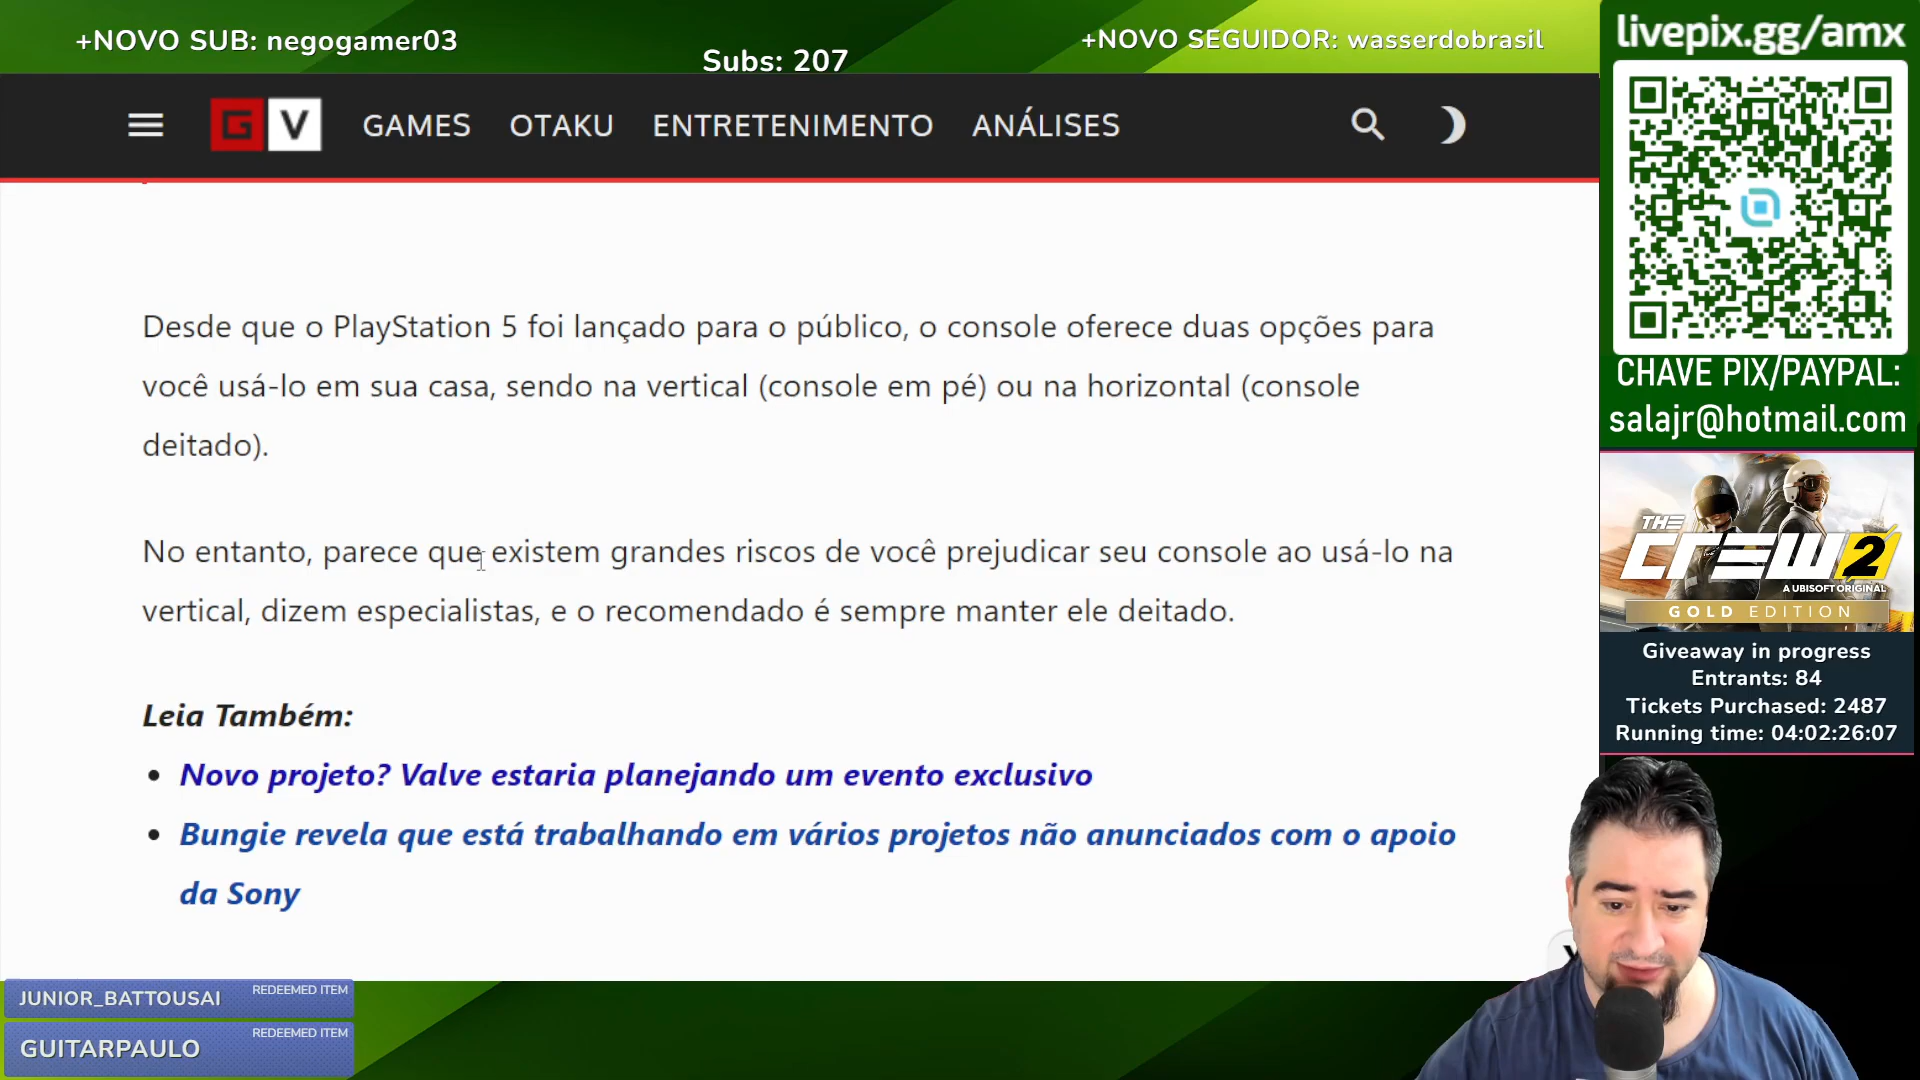 +NOVO SUB: negogamer03
Subs: 207
+NOVO SEGUIDOR: wasserdobrasil
livepix.gg/amx
G V
GAMES
OTAKU
ENTRETENIMENTO
ANÁLISES
Desde que o PlayStation 5 foi lançado para o público, o console oferece duas opções para
você usá-lo em sua casa, sendo na vertical (console em pé) ou na horizontal (console
deitado).
No entanto, parece que existem grandes riscos de você prejudicar seu console ao usá-lo na
vertical, dizem especialistas, e o recomendado é sempre manter ele deitado.
Leia Também:
Novo projeto? Valve estaria planejando um evento exclusivo
Bungie revela que está trabalhando em vários projetos não anunciados com o apoio
da Sony
CHAVE PIX/PAYPAL:
salajr@hotmail.com
THE
CREW 2
A UBISOFT ORIGINAL
GOLD EDITION
Giveaway in progress
Entrants: 84
Tickets Purchased: 2487
Running time: 04:02:26:07
JUNIOR_BATTOUSAI
REDEEMED ITEM
GUITARPAULO
REDEEMED ITEM